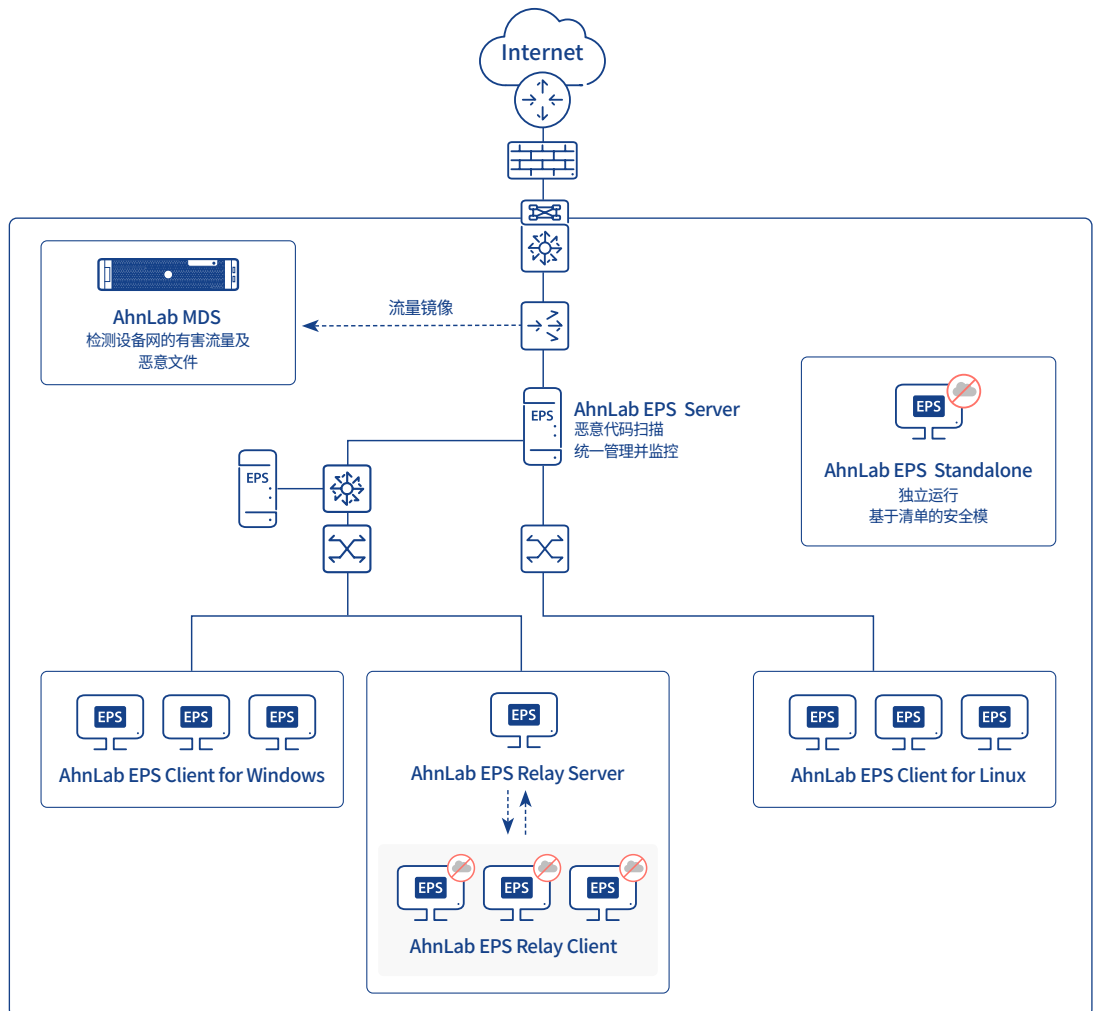 Internet
流量镜像
AhnLab MDS
检测设备网的有害流量及
恶意文件
EPS
AhnLab EPS Server
恶意代码扫描
统一管理并监控
EPS
EPS
AhnLab EPS Standalone
独立运行
基于清单的安全模
EPS
EPS
EPS
AhnLab EPS Client for Windows
EPS
AhnLab EPS Relay Server
EPS
EPS
EPS
AhnLab EPS Relay Client
EPS
EPS
EPS
AhnLab EPS Client for Linux